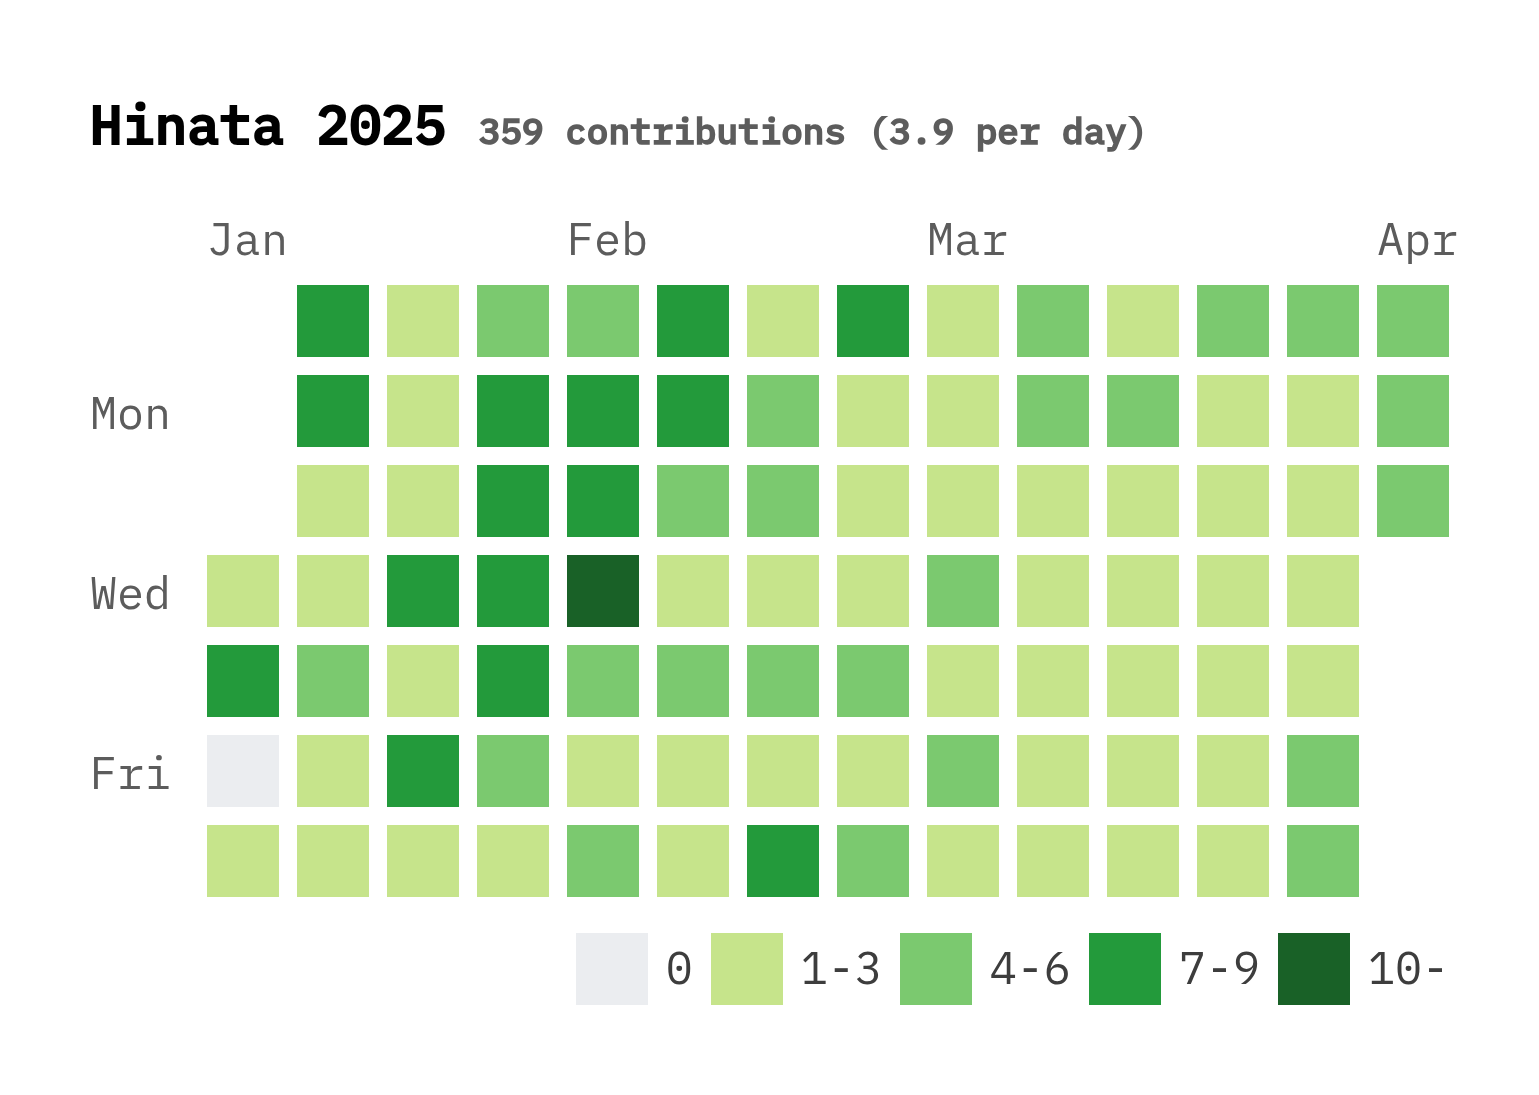 Hinata 2025 359 contributions (3.9 per day)
Jan Feb Mar Apr
Mon
Wed
Fri
0 1-3 4-6 7-9 10-